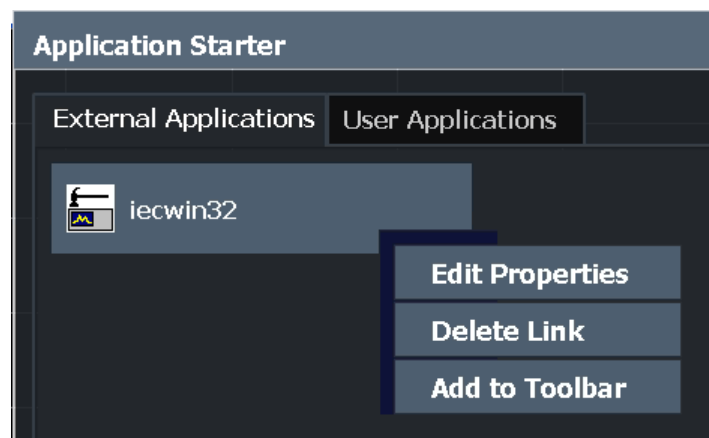 Application Starter
External Applications User Applications
iecwin32
Edit Properties
Delete Link
Add to Toolbar